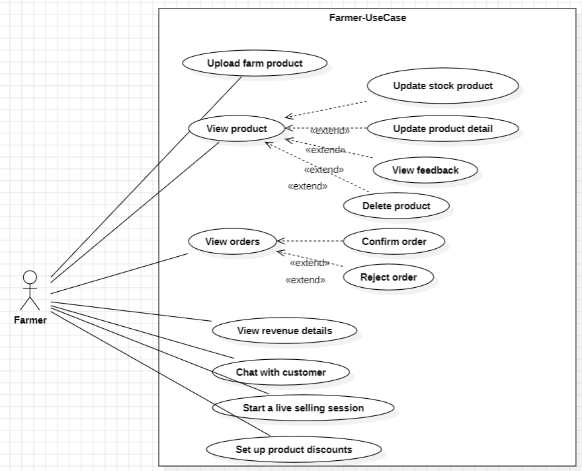 Farmer-UseCase
Upload farm product
Update stock product
View product
«extend»
Update product detail
«extend»
«extend»
View feedback
«extend»
Delete product
View orders
Confirm order
«extend»
Reject order
«extend»
Farmer
View revenue details
Chat with customer
Start a live selling session
Set up product discounts